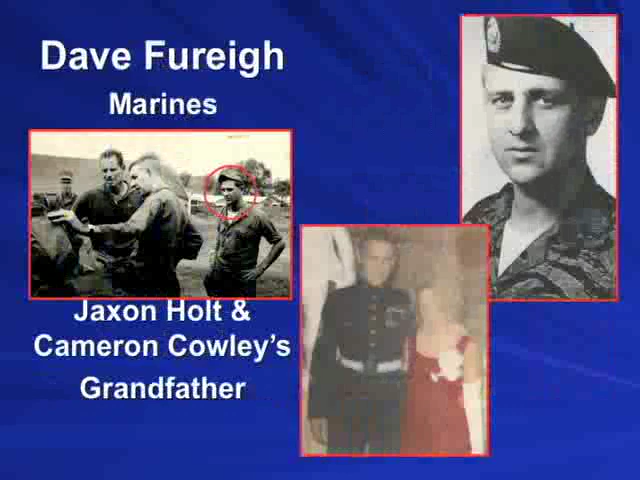 Dave Fureigh
Marines
Jaxon Holt &
Cameron Cowley's
Grandfather